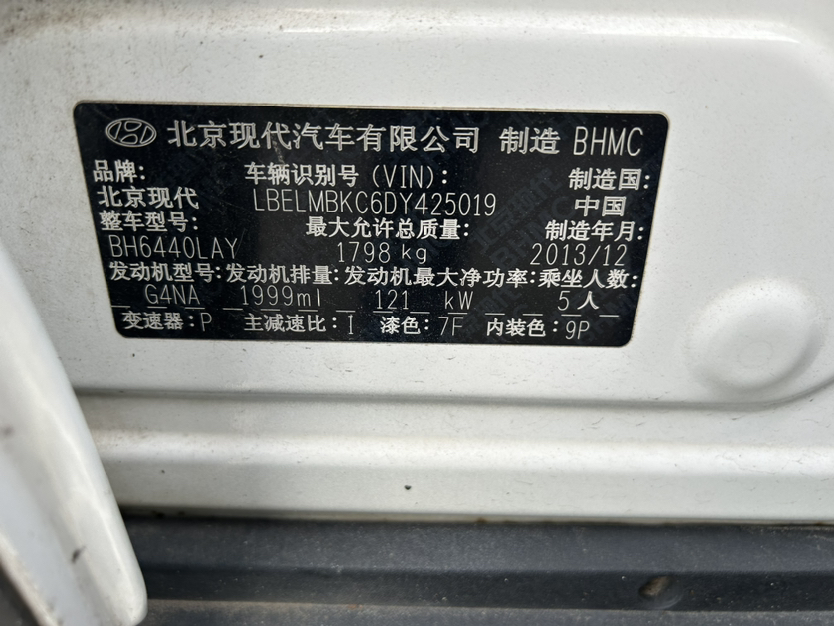 北京现代汽车有限公司 制造 BHMC
品牌: 车辆识别号 (VIN): 制造国:
北京现代 LBELMBKC6DY425019 中国
整车型号: 最大允许总质量: 制造年月:
BH6440LAY 1798 kg 2013/12
发动机型号: 发动机排量: 发动机最大净功率: 乘坐人数:
G4NA 1999ml 121 kW 5 人
变速器: P 主减速比: I 漆色: 7F 内装色: 9P